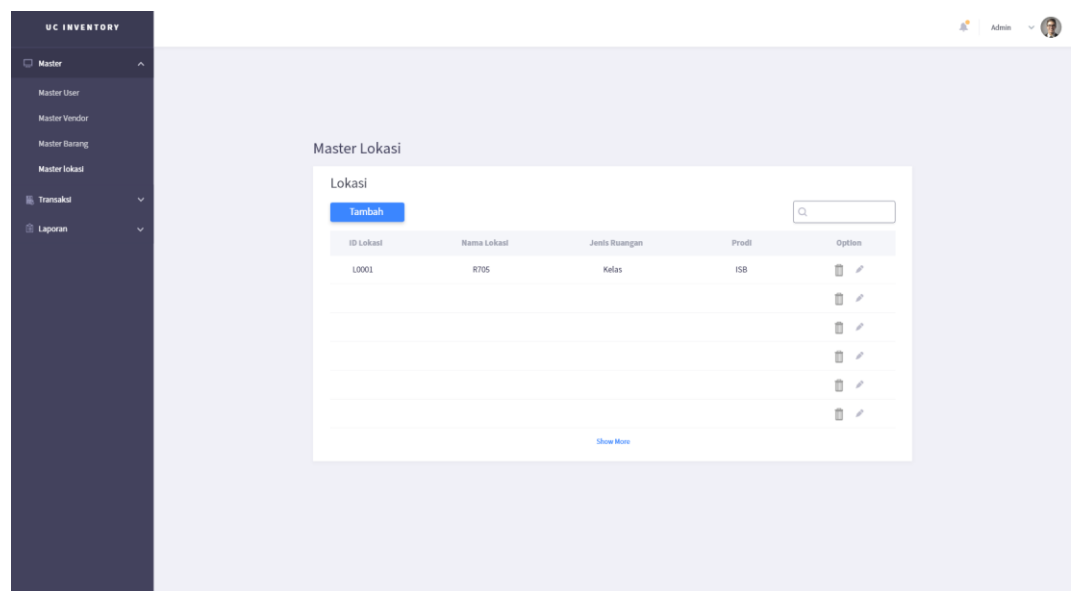 UC INVENTORY
Admin
Master
Master User
Master Vendor
Master Barang
Master lokasi
Transaksi
Laporan
Master Lokasi
Lokasi
Tambah
ID Lokasi Nama Lokasi Jenis Ruangan Prodi Option
L0001 R705 Kelas ISB
Show More